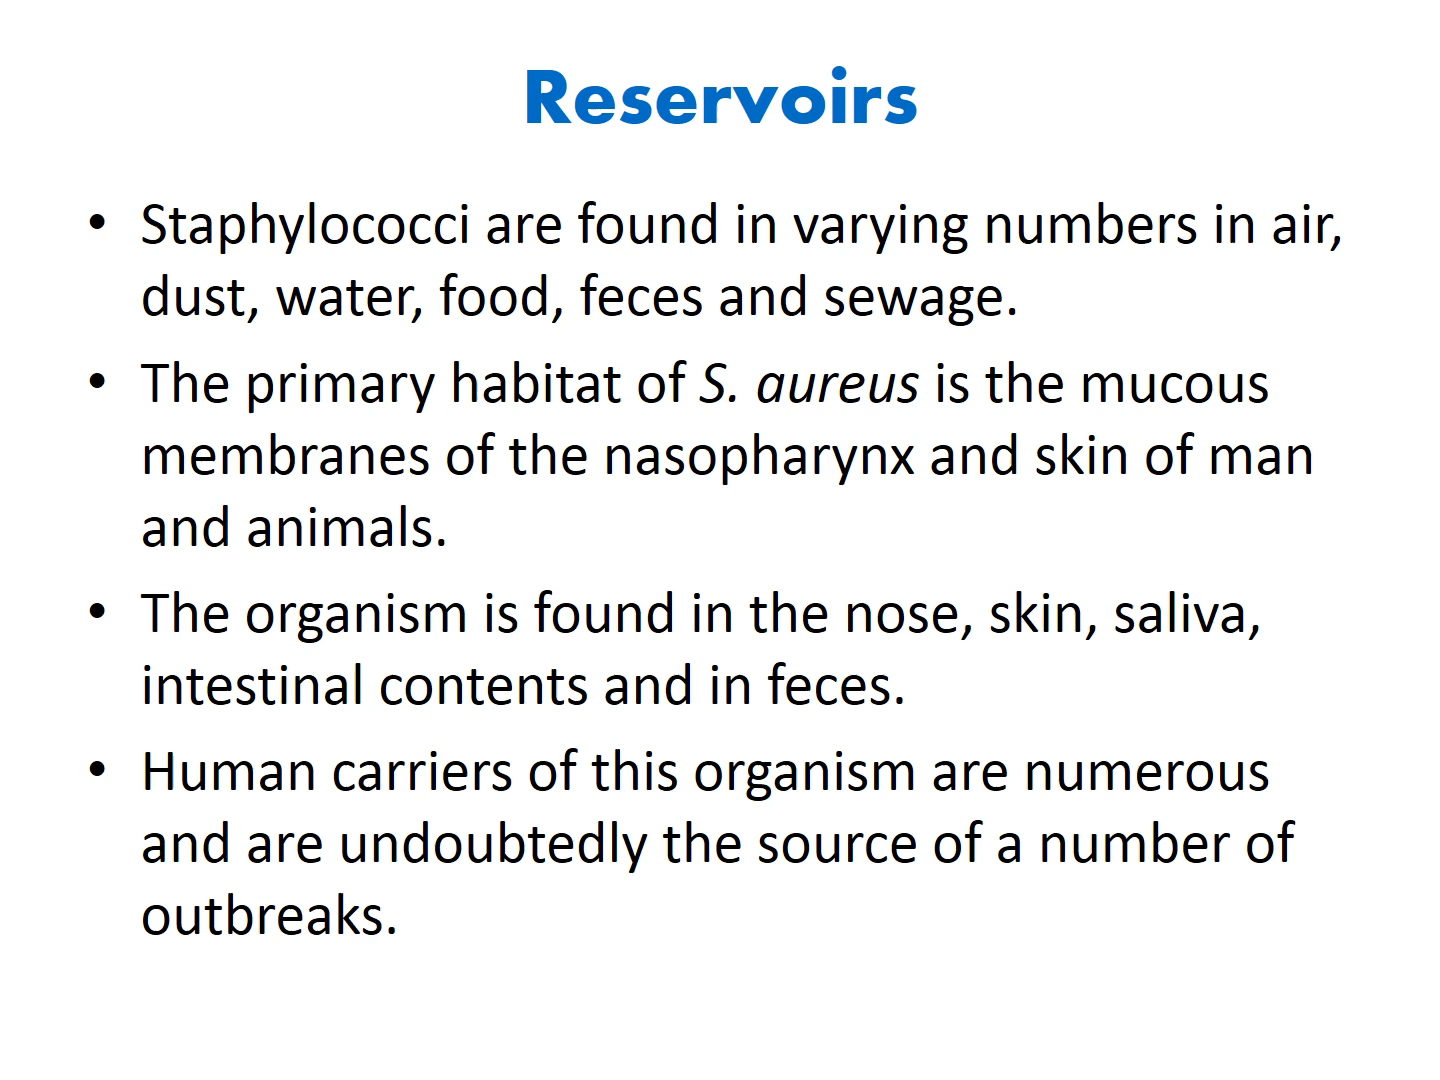 Reservoirs
• Staphylococci are found in varying numbers in air,
dust, water, food, feces and sewage.
• The primary habitat of S. aureus is the mucous
membranes of the nasopharynx and skin of man
and animals.
• The organism is found in the nose, skin, saliva,
intestinal contents and in feces.
• Human carriers of this organism are numerous
and are undoubtedly the source of a number of
outbreaks.